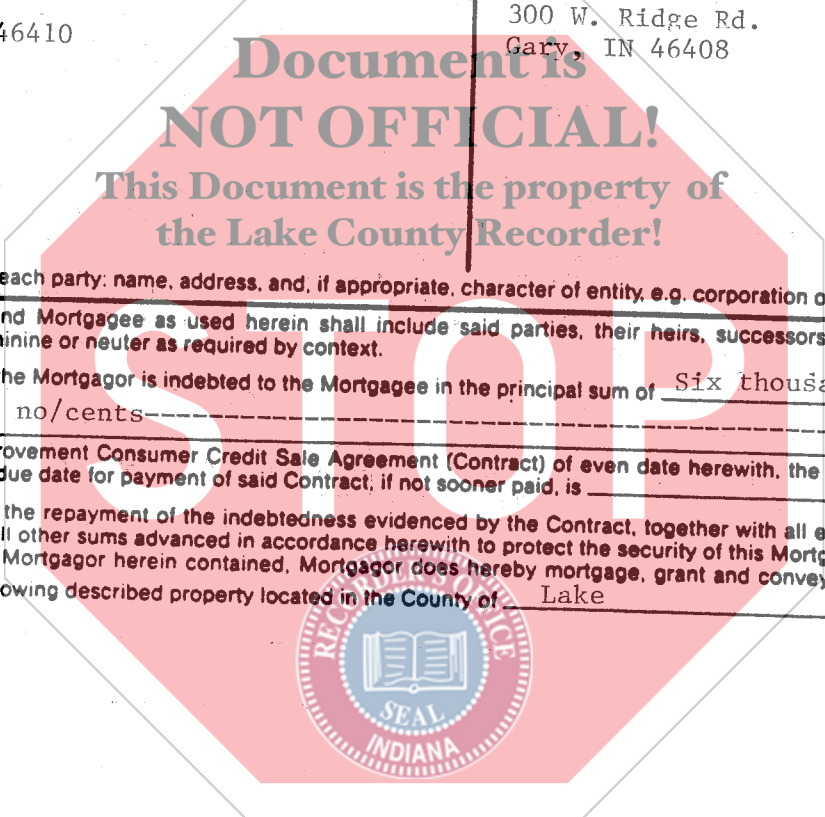 46410
300 W. Ridge Rd.
Gary, IN 46408
Document is
NOT OFFICIAL!
This Document is the property of
the Lake County Recorder!
each party: name, address, and, if appropriate, character of entity, e.g. corporation
nd Mortgagee as used herein shall include said parties, their heirs, successors
inine or neuter as required by context.
he Mortgagor is indebted to the Mortgagee in the principal sum of Six thousa
no/cents
STOP
ovement Consumer Credit Sale Agreement (Contract) of even date herewith, the
due date for payment of said Contract, if not sooner paid, is
the repayment of the indebtedness evidenced by the Contract, together with all
ll other sums advanced in accordance herewith to protect the security of this Mortg
Mortgagor herein contained, Mortgagor does hereby mortgage, grant and convey
owing described property located in the County of Lake
RECORDER'S OFFICE
SEAL
INDIANA